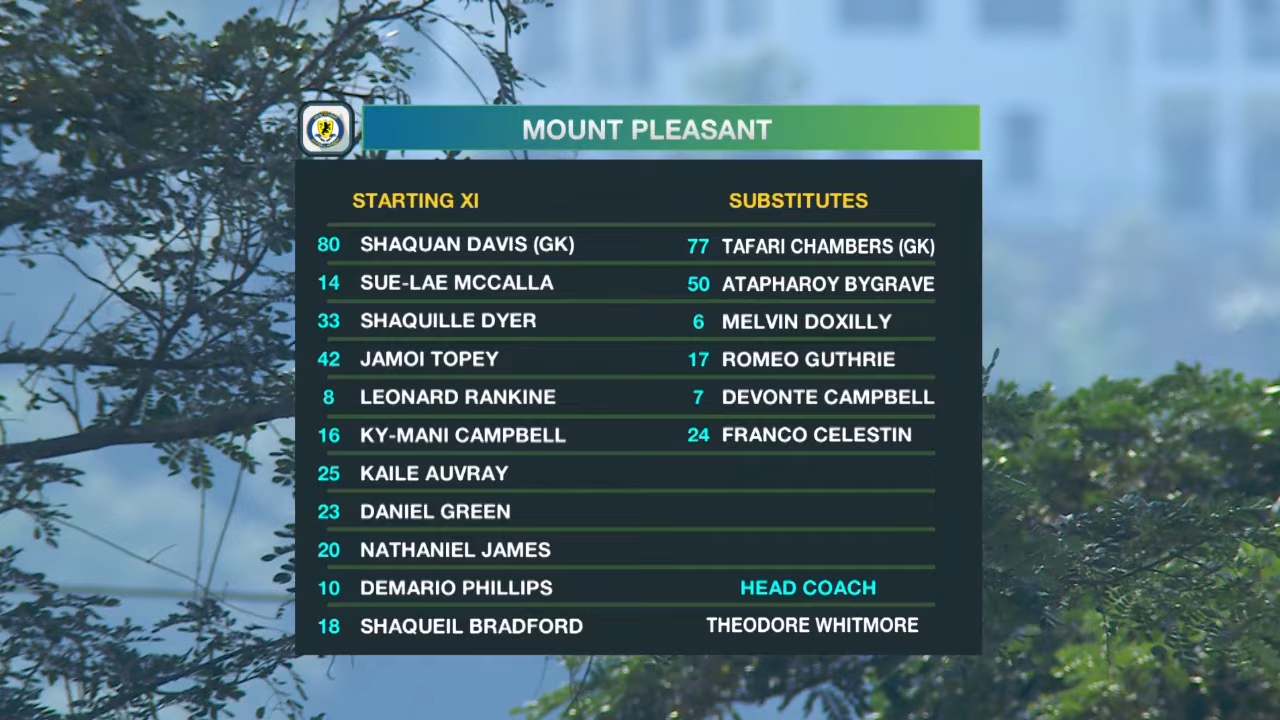 MOUNT PLEASANT
STARTING XI
80 SHAQUAN DAVIS (GK)
14 SUE-LAE MCCALLA
33 SHAQUILLE DYER
42 JAMOI TOPEY
8 LEONARD RANKINE
16 KY-MANI CAMPBELL
25 KAILE AUVRAY
23 DANIEL GREEN
20 NATHANIEL JAMES
10 DEMARIO PHILLIPS
18 SHAQUEIL BRADFORD
SUBSTITUTES
77 TAFARI CHAMBERS (GK)
50 ATAPHAROY BYGRAVE
6 MELVIN DOXILLY
17 ROMEO GUTHRIE
7 DEVONTE CAMPBELL
24 FRANCO CELESTIN
HEAD COACH
THEODORE WHITMORE